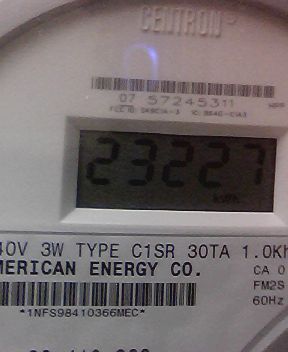 CENTRON
07 57245311
23227
kWh
40V 3W TYPE C1SR 30TA 1.0Kh
MERICAN ENERGY CO.
CA 0
FM2S
60Hz
*1NFS98410366MEC*